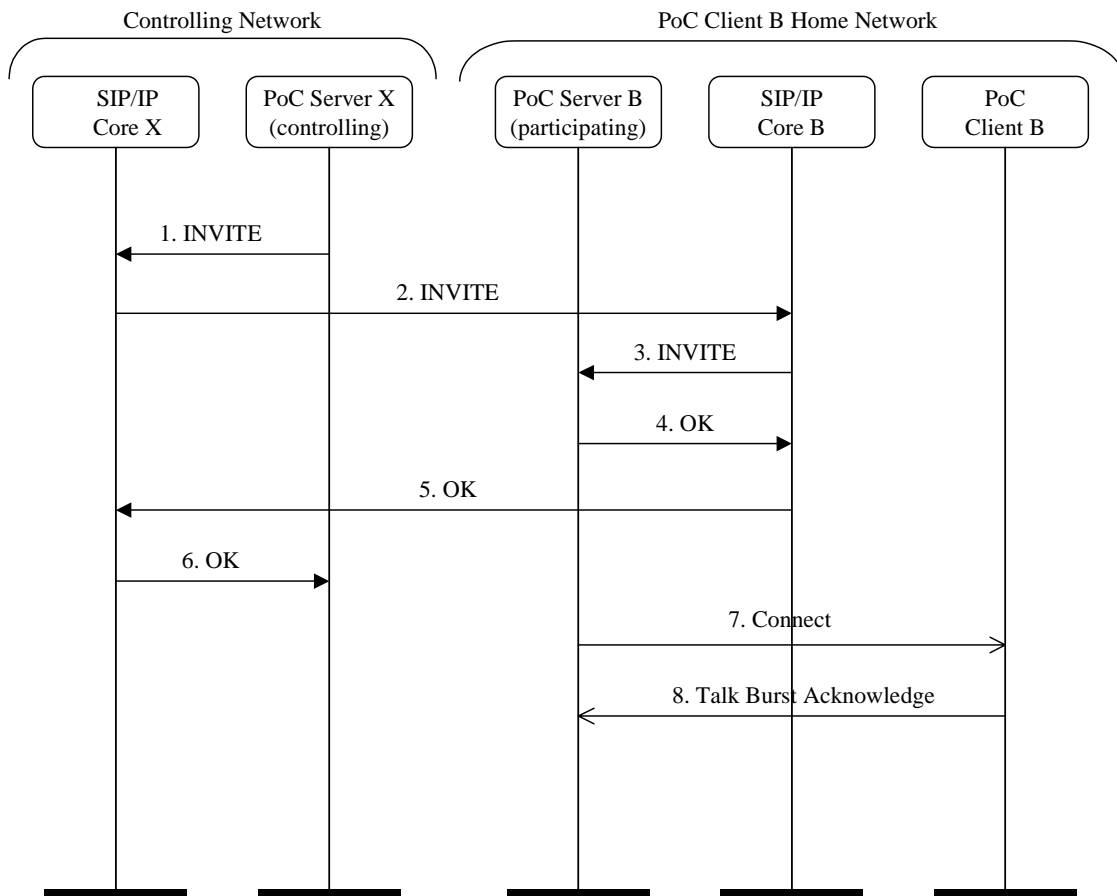 Controlling Network
PoC Client B Home Network
SIP/IP
Core X
PoC Server X
(controlling)
PoC Server B
(participating)
SIP/IP
Core B
PoC
Client B
1. INVITE
2. INVITE
3. INVITE
4. OK
5. OK
6. OK
7. Connect
8. Talk Burst Acknowledge